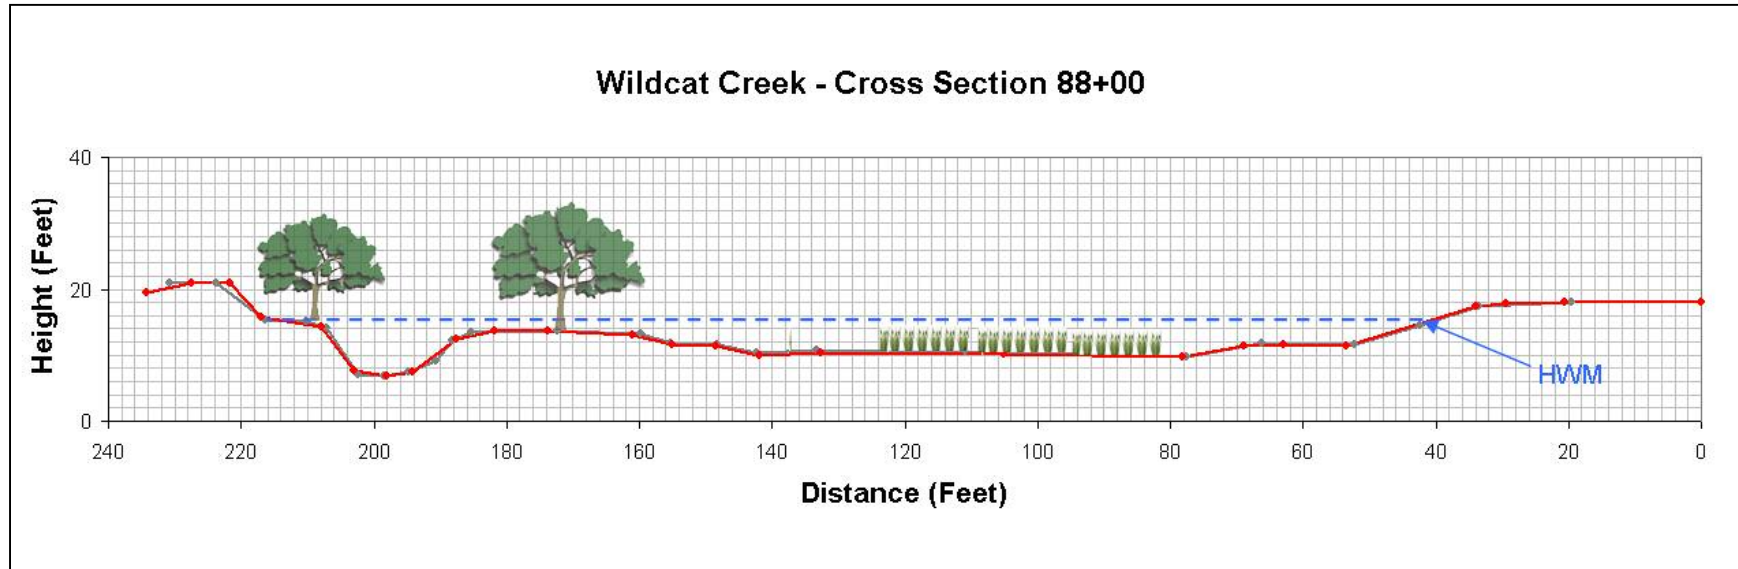 Wildcat Creek - Cross Section 88+00
Height (Feet)
40
20
0
HWM
240 220 200 180 160 140 120 100 80 60 40 20 0
Distance (Feet)